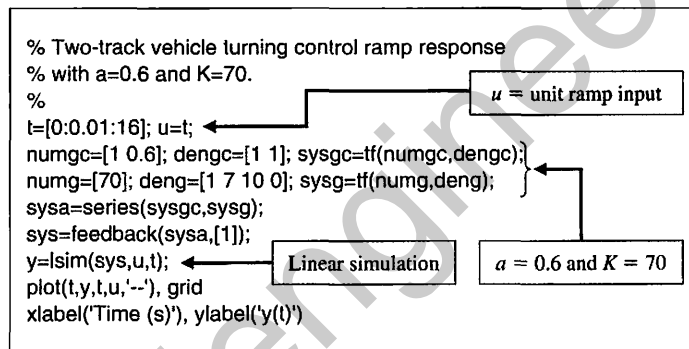 % Two-track vehicle turning control ramp response
% with a=0.6 and K=70.
%
u = unit ramp input
t=[0:0.01:16]; u=t;
numgc=[1 0.6]; dengc=[1 1]; sysgc=tf(numgc,dengc);
numg=[70]; deng=[1 7 10 0]; sysg=tf(numg,deng);
sysa=series(sysgc,sysg);
sys=feedback(sysa,[1]);
y=lsim(sys,u,t);
Linear simulation
a = 0.6 and K = 70
plot(t,y,t,u,'--'), grid
xlabel('Time (s)'), ylabel('y(t)')